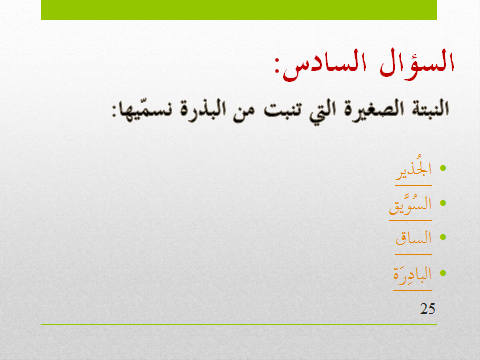 السؤال السادس:
النبتة الصغيرة التي تنبت من البذرة نسمّيها:
• الجُذير
• السُوَّيق
• الساق
• البادِرَة
25